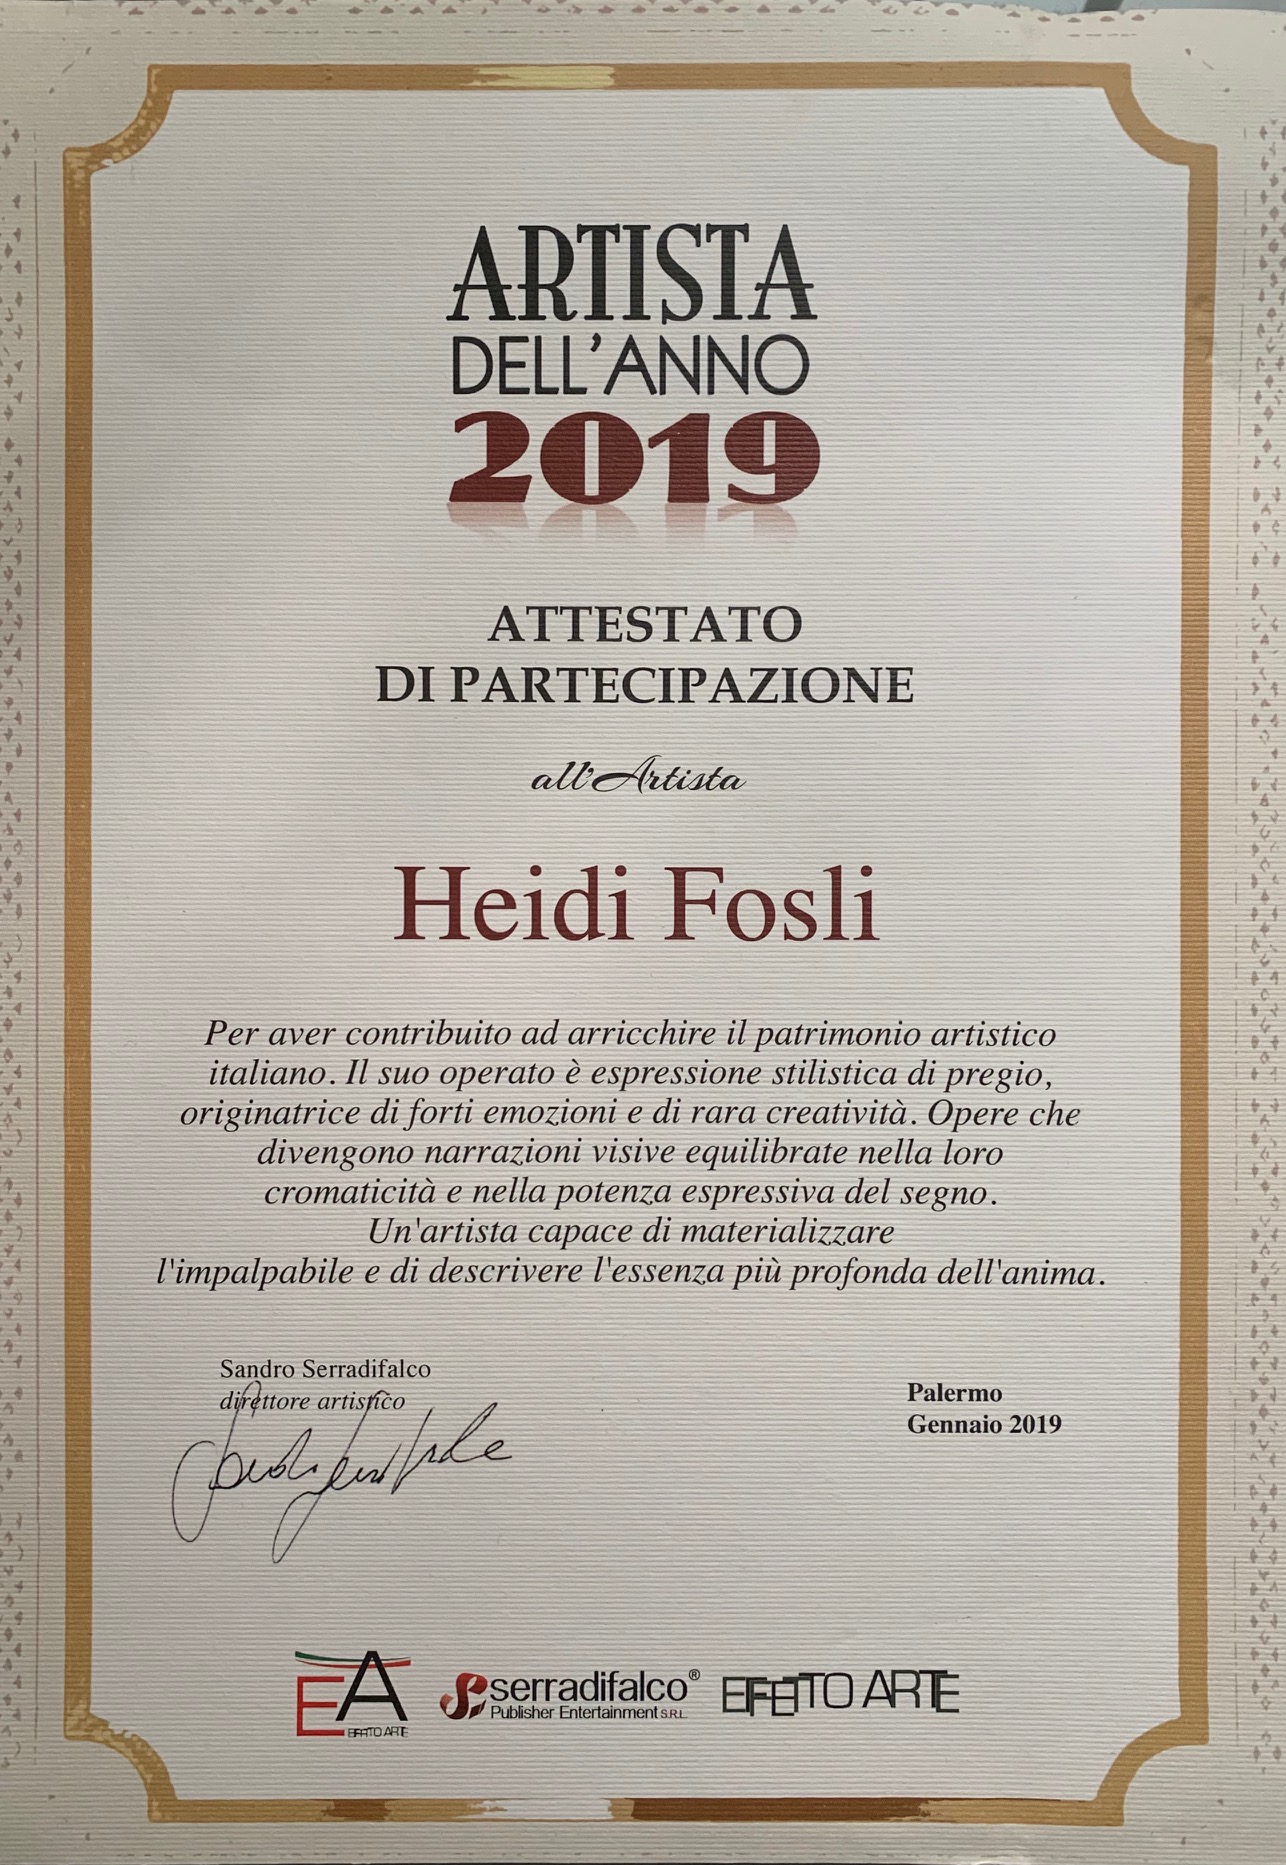 ARTISTA
DELL'ANNO
2019
ATTESTATO
DI PARTECIPAZIONE
all'Artista
Heidi Fosli
Per aver contribuito ad arricchire il patrimonio artistico
italiano. Il suo operato è espressione stilistica di pregio,
originatrice di forti emozioni e di rara creatività. Opere che
divengono narrazioni visive equilibrate nella loro
cromaticità e nella potenza espressiva del segno.
Un'artista capace di materializzare
l'impalpabile e di descrivere l'essenza più profonda dell'anima.
Sandro Serradifalco
direttore artistico
Palermo
Gennaio 2019
EA
EFFETTO ARTE
serradifalco®
Publisher Entertainment S.R.L.
EFFETTO ARTE